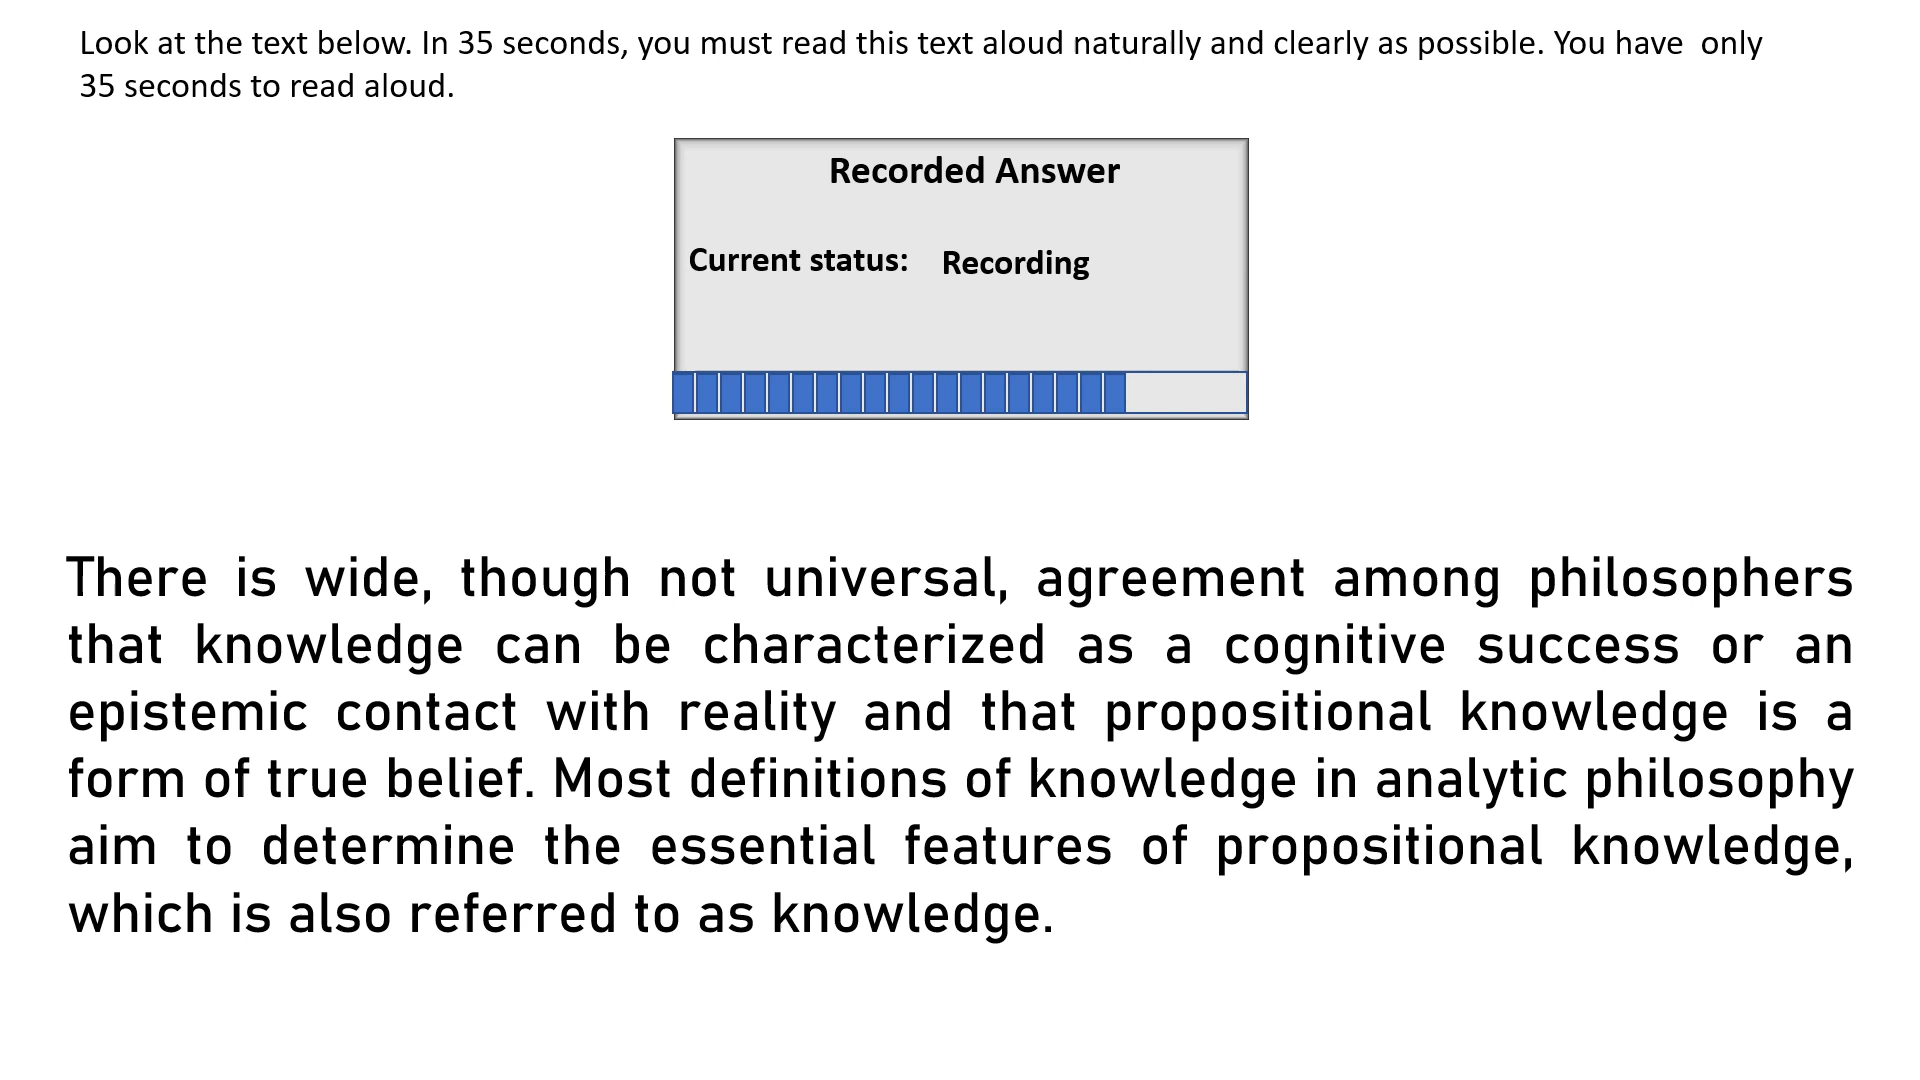 Look at the text below. In 35 seconds, you must read this text aloud naturally and clearly as possible. You have  only
35 seconds to read aloud.
Recorded Answer
Current status: Recording
There is wide, though not universal, agreement among philosophers
that knowledge can be characterized as a cognitive success or an
epistemic contact with reality and that propositional knowledge is a
form of true belief. Most definitions of knowledge in analytic philosophy
aim to determine the essential features of propositional knowledge,
which is also referred to as knowledge.